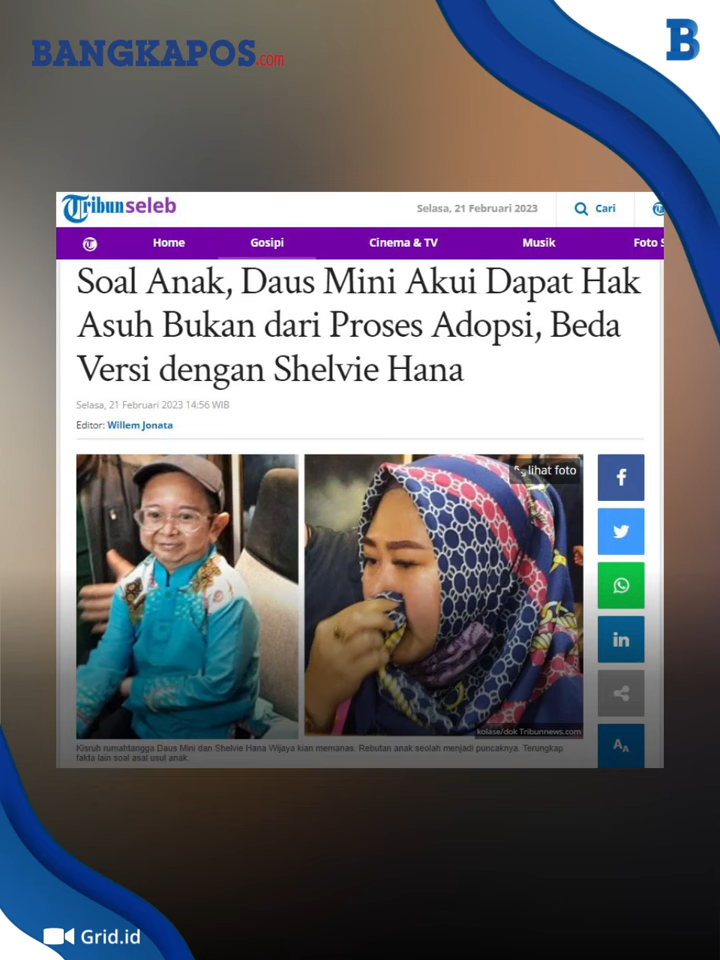 BANGKAPOS.com
B
Tribunseleb
Selasa, 21 Februari 2023
Cari
Home
Gosipi
Cinema & TV
Musik
Foto S
Soal Anak, Daus Mini Akui Dapat Hak
Asuh Bukan dari Proses Adopsi, Beda
Versi dengan Shelvie Hana
Selasa, 21 Februari 2023 14:56 WIB
Editor: Willem Jonata
lihat foto
kolase/dok Tribunnews.com
Kisruh rumahtangga Daus Mini dan Shelvie Hana Wijaya kian memanas. Rebutan anak seolah menjadi puncaknya. Terungkap
fakta lain soal asal usul anak.
AA
Grid.id